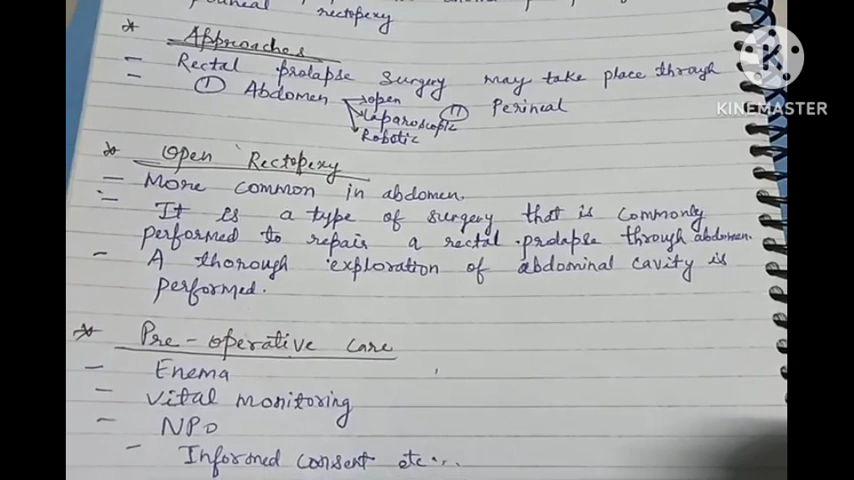 rectopexy
* Approaches
- Rectal prolapse surgery may take place through
- I Abdomen open II Perineal
Laparoscopic
Robotic
* Open Rectopexy
- More common in abdomen.
- It is a type of surgery that is commonly
performed to repair a rectal prolapse through abdomen.
- A thorough exploration of abdominal cavity is
performed.
* Pre-operative care
- Enema
- Vital monitoring
- NPO
- Informed consent etc...
KINEMASTER